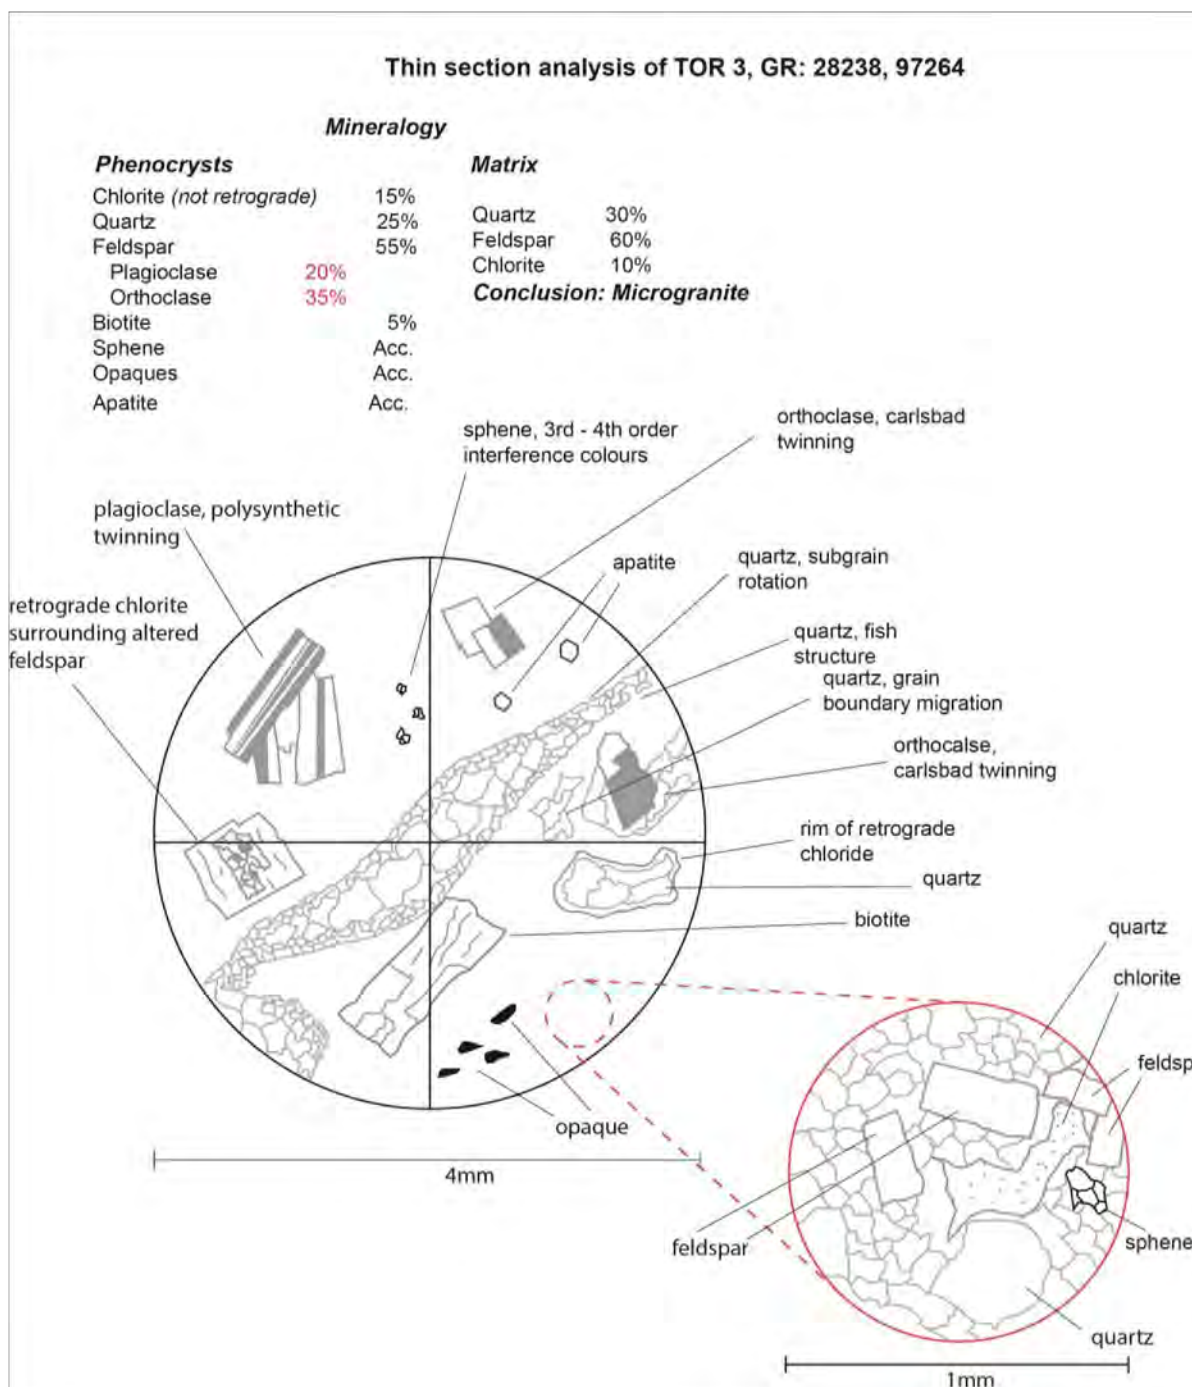 Thin section analysis of TOR 3, GR: 28238, 97264
Mineralogy
Phenocrysts
Chlorite (not retrograde) 15%
Quartz 25%
Feldspar 55%
Plagioclase 20%
Orthoclase 35%
Biotite 5%
Sphene Acc.
Opaques Acc.
Apatite Acc.
Matrix
Quartz 30%
Feldspar 60%
Chlorite 10%
Conclusion: Microgranite
sphene, 3rd - 4th order
interference colours
orthoclase, carlsbad
twinning
plagioclase, polysynthetic
twinning
apatite
quartz, subgrain
rotation
retrograde chlorite
surrounding altered
feldspar
quartz, fish
structure
quartz, grain
boundary migration
orthocalse,
carlsbad twinning
rim of retrograde
chloride
quartz
biotite
quartz
chlorite
feldsp
opaque
4mm
feldspar
sphene
quartz
1mm